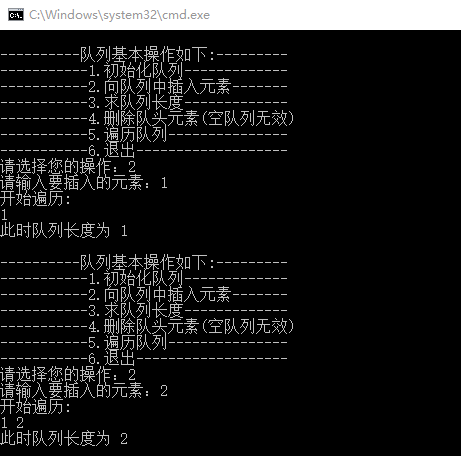 C:\Windows\system32\cmd.exe
----------队列基本操作如下:---------
-----------1.初始化队列-------------
-----------2.向队列中插入元素-------
-----------3.求队列长度-------------
-----------4.删除队头元素(空队列无效)
-----------5.遍历队列---------------
-----------6.退出-------------------
请选择您的操作：2
请输入要插入的元素：1
开始遍历:
1
此时队列长度为 1
----------队列基本操作如下:---------
-----------1.初始化队列-------------
-----------2.向队列中插入元素-------
-----------3.求队列长度-------------
-----------4.删除队头元素(空队列无效)
-----------5.遍历队列---------------
-----------6.退出-------------------
请选择您的操作：2
请输入要插入的元素：2
开始遍历:
1 2
此时队列长度为 2